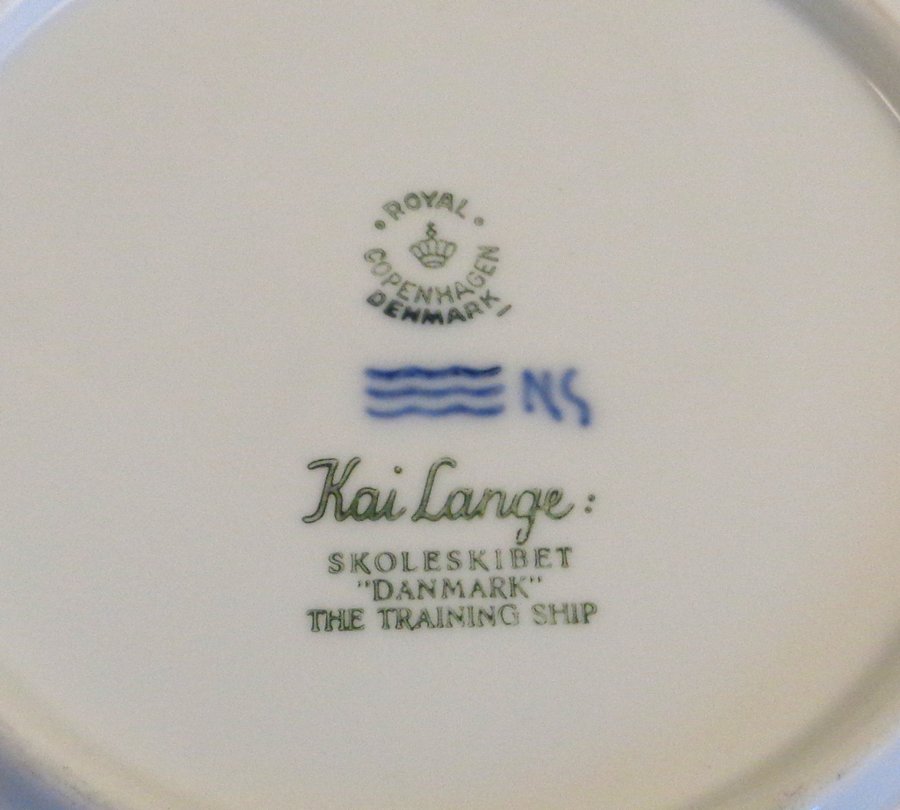 ROYAL
COPENHAGEN
DENMARK
NS
Kai Lange:
SKOLESKIBET
"DANMARK"
THE TRAINING SHIP